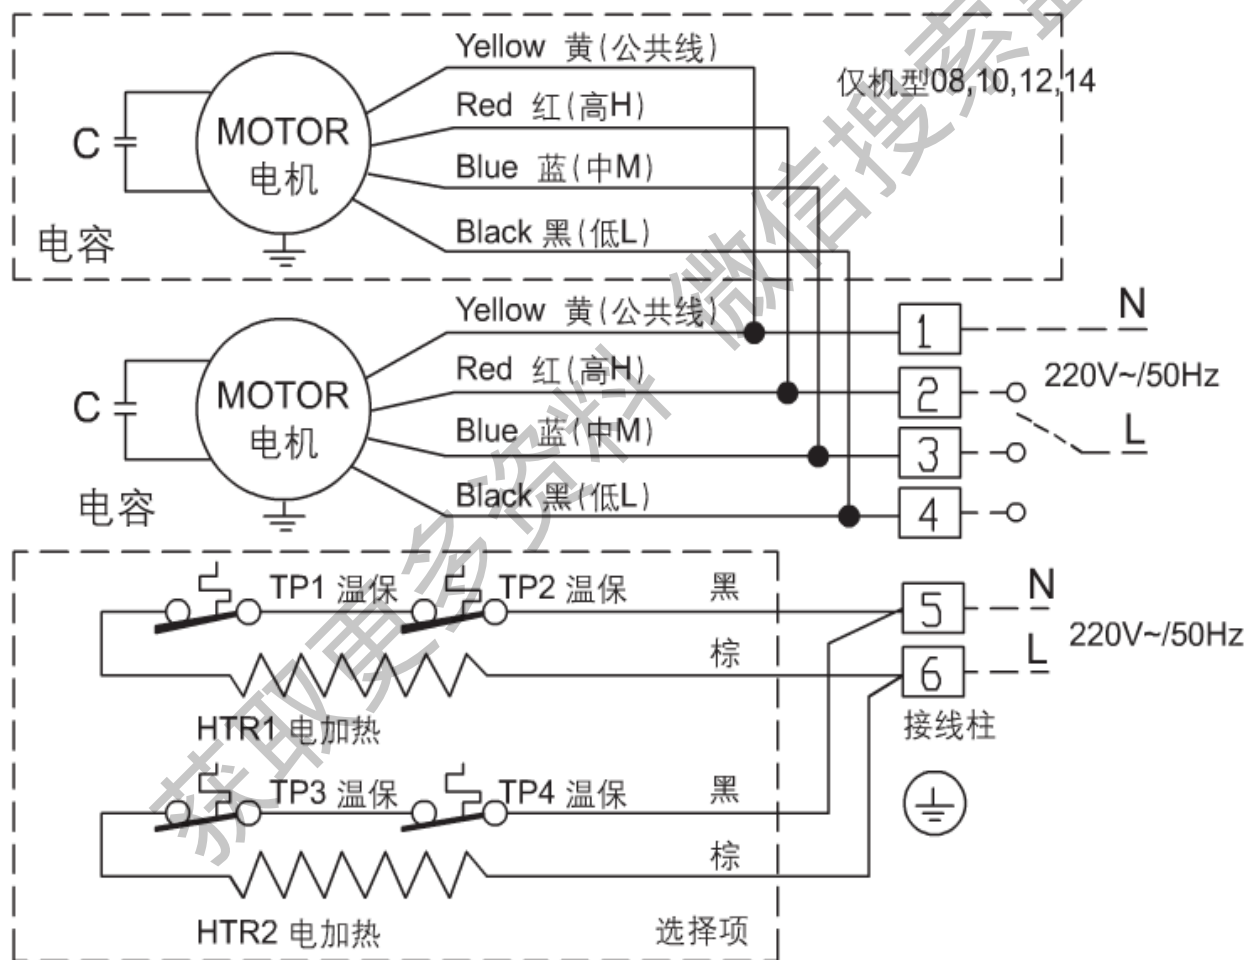 Yellow 黄(公共线)
仅机型08,10,12,14
Red 红(高H)
C
MOTOR
电机
Blue 蓝(中M)
Black 黑(低L)
电容
Yellow 黄(公共线)
1
N
Red 红(高H)
2
220V~/50Hz
C
MOTOR
电机
Blue 蓝(中M)
3
L
Black 黑(低L)
4
电容
TP1 温保
TP2 温保
黑
5
N
220V~/50Hz
棕
6
L
HTR1 电加热
接线柱
TP3 温保
TP4 温保
黑
棕
HTR2 电加热
选择项
获取更多资料 微信搜索